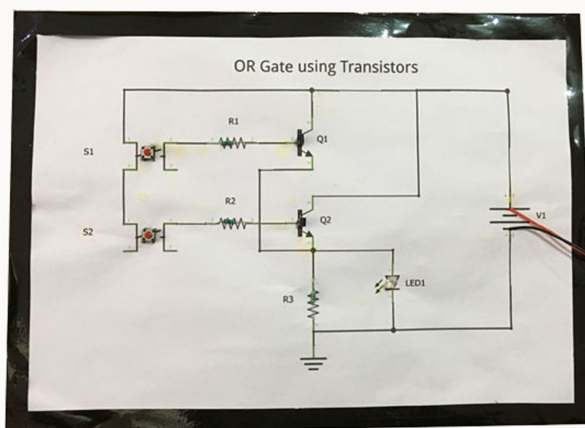 OR Gate using Transistors
R1
Q1
S1
R2
Q2
S2
V1
R3
LED1